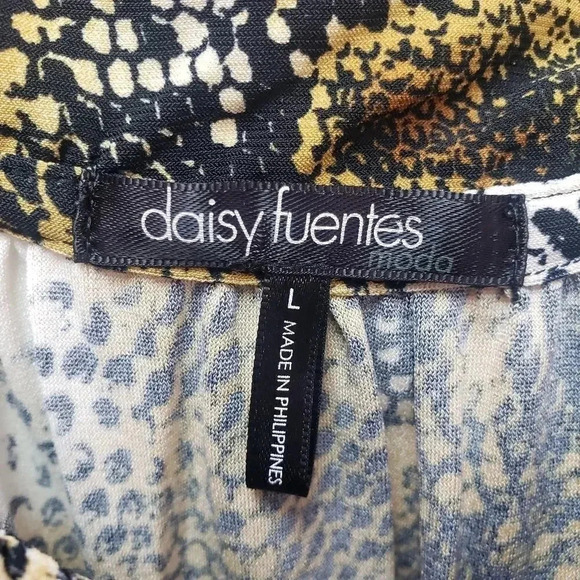 daisy fuentes
moda
L
MADE IN PHILIPPINES